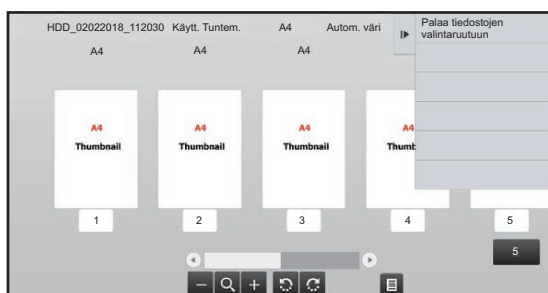 HDD_02022018_112030 Käytt. Tuntem. A4 Autom. väri
Palaa tiedostojen
valintaruutuun
A4 A4 A4
A4 A4 A4 A4
Thumbnail Thumbnail Thumbnail Thumb
1 2 3 4 5
5